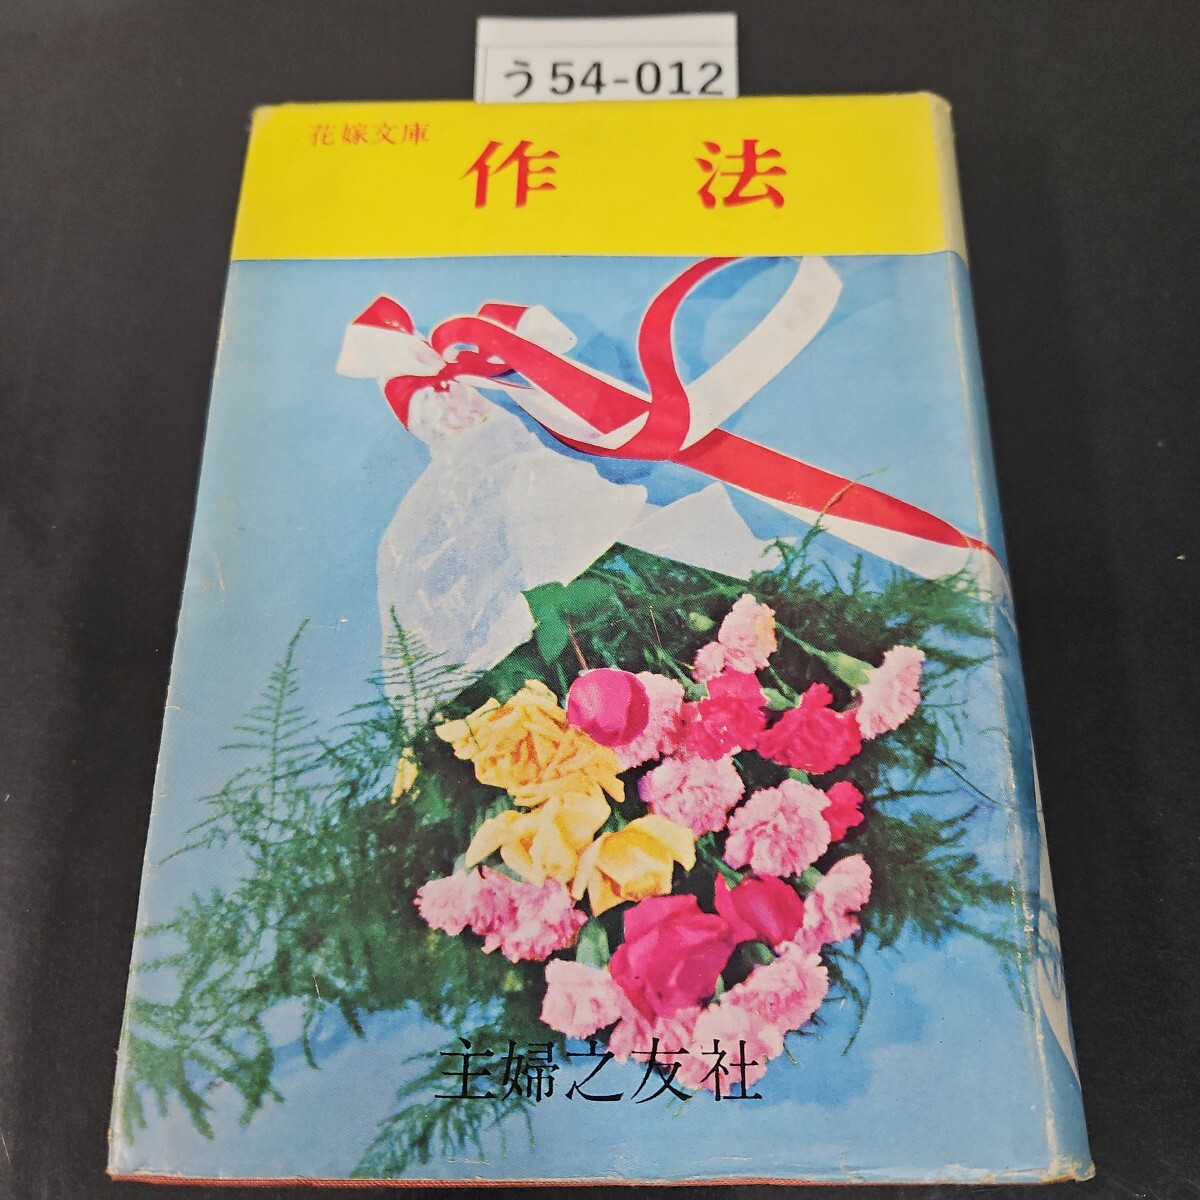 う54-012
花嫁文庫
作法
主婦之友社